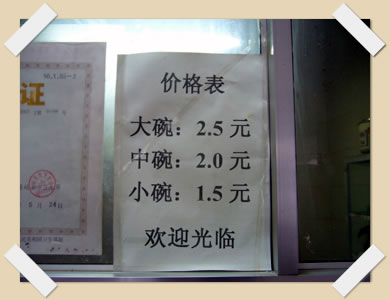 价格表
大碗：2.5 元
中碗：2.0 元
小碗：1.5 元
欢迎光临
证